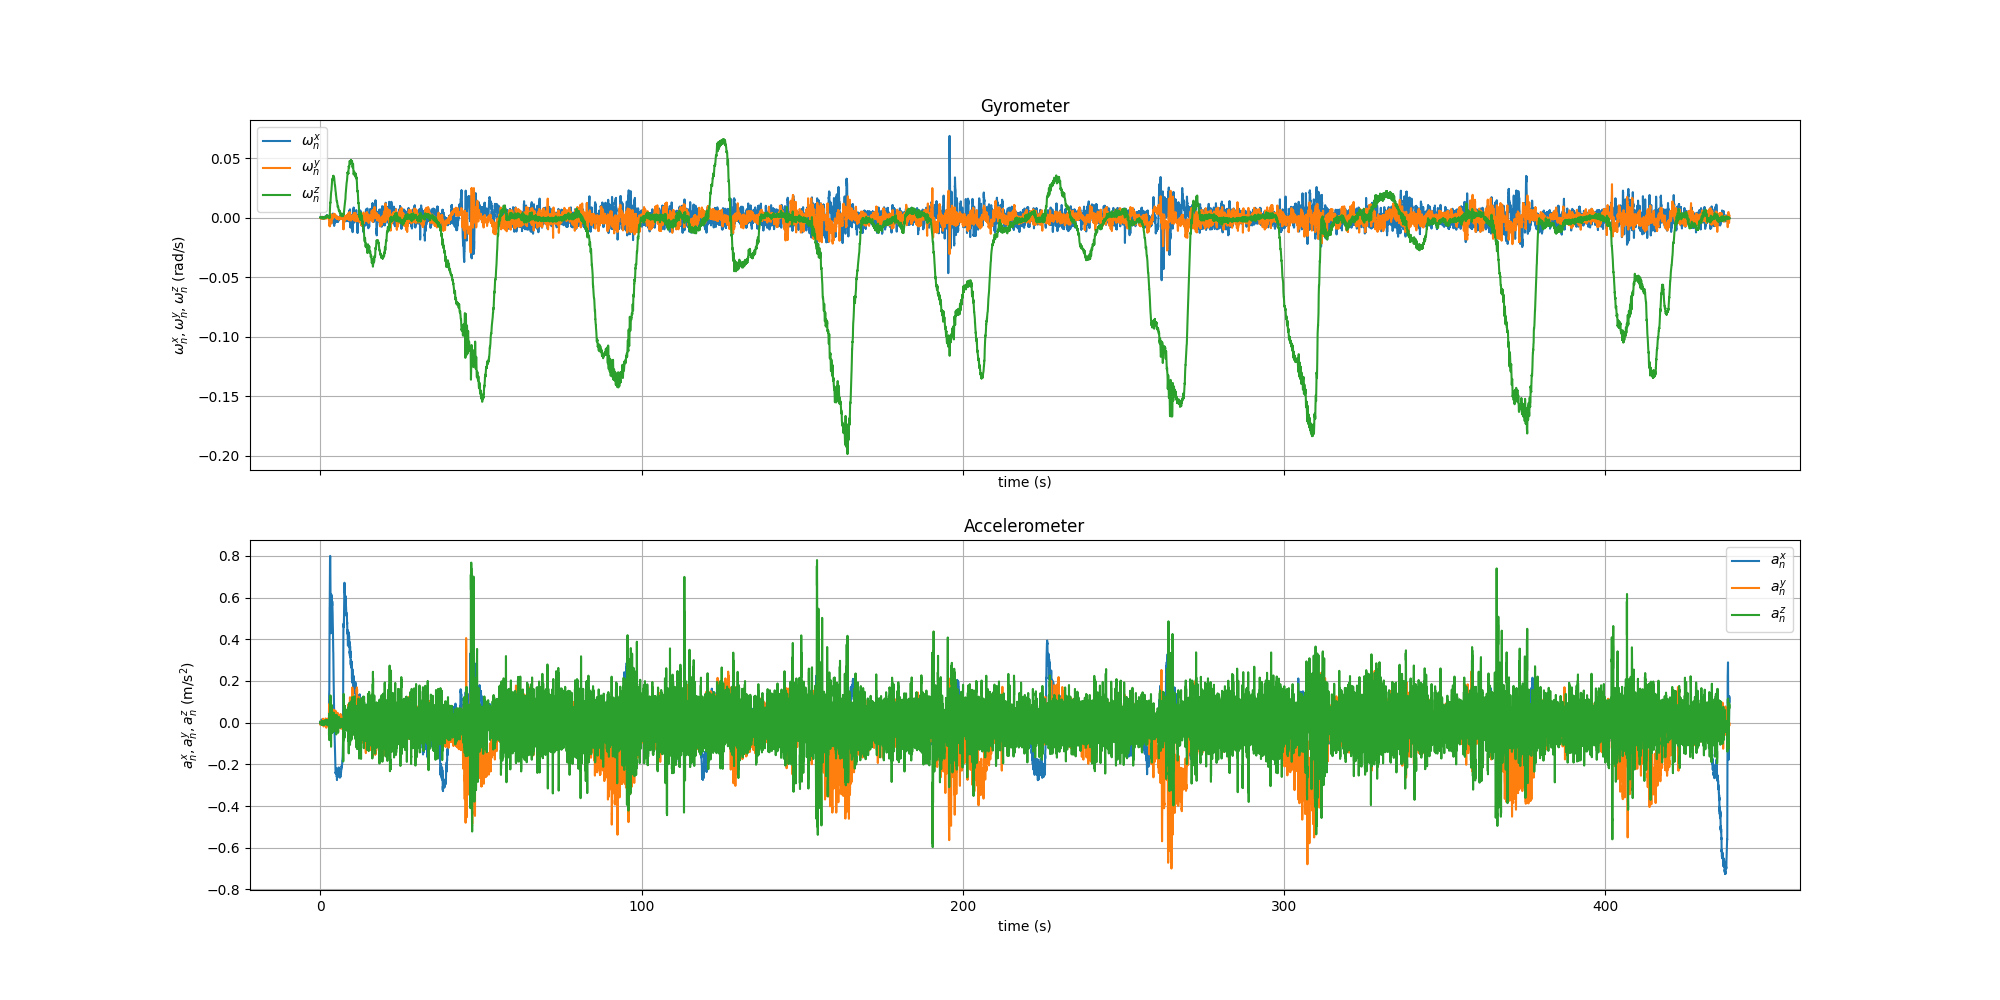 Gyrometer
ω_n^x
ω_n^y
ω_n^z
0.05
0.00
−0.05
−0.10
−0.15
−0.20
ω_n^x, ω_n^y, ω_n^z (rad/s)
time (s)
Accelerometer
a_n^x
a_n^y
a_n^z
0.8
0.6
0.4
0.2
0.0
−0.2
−0.4
−0.6
−0.8
a_n^x, a_n^y, a_n^z (m/s²)
0 100 200 300 400
time (s)